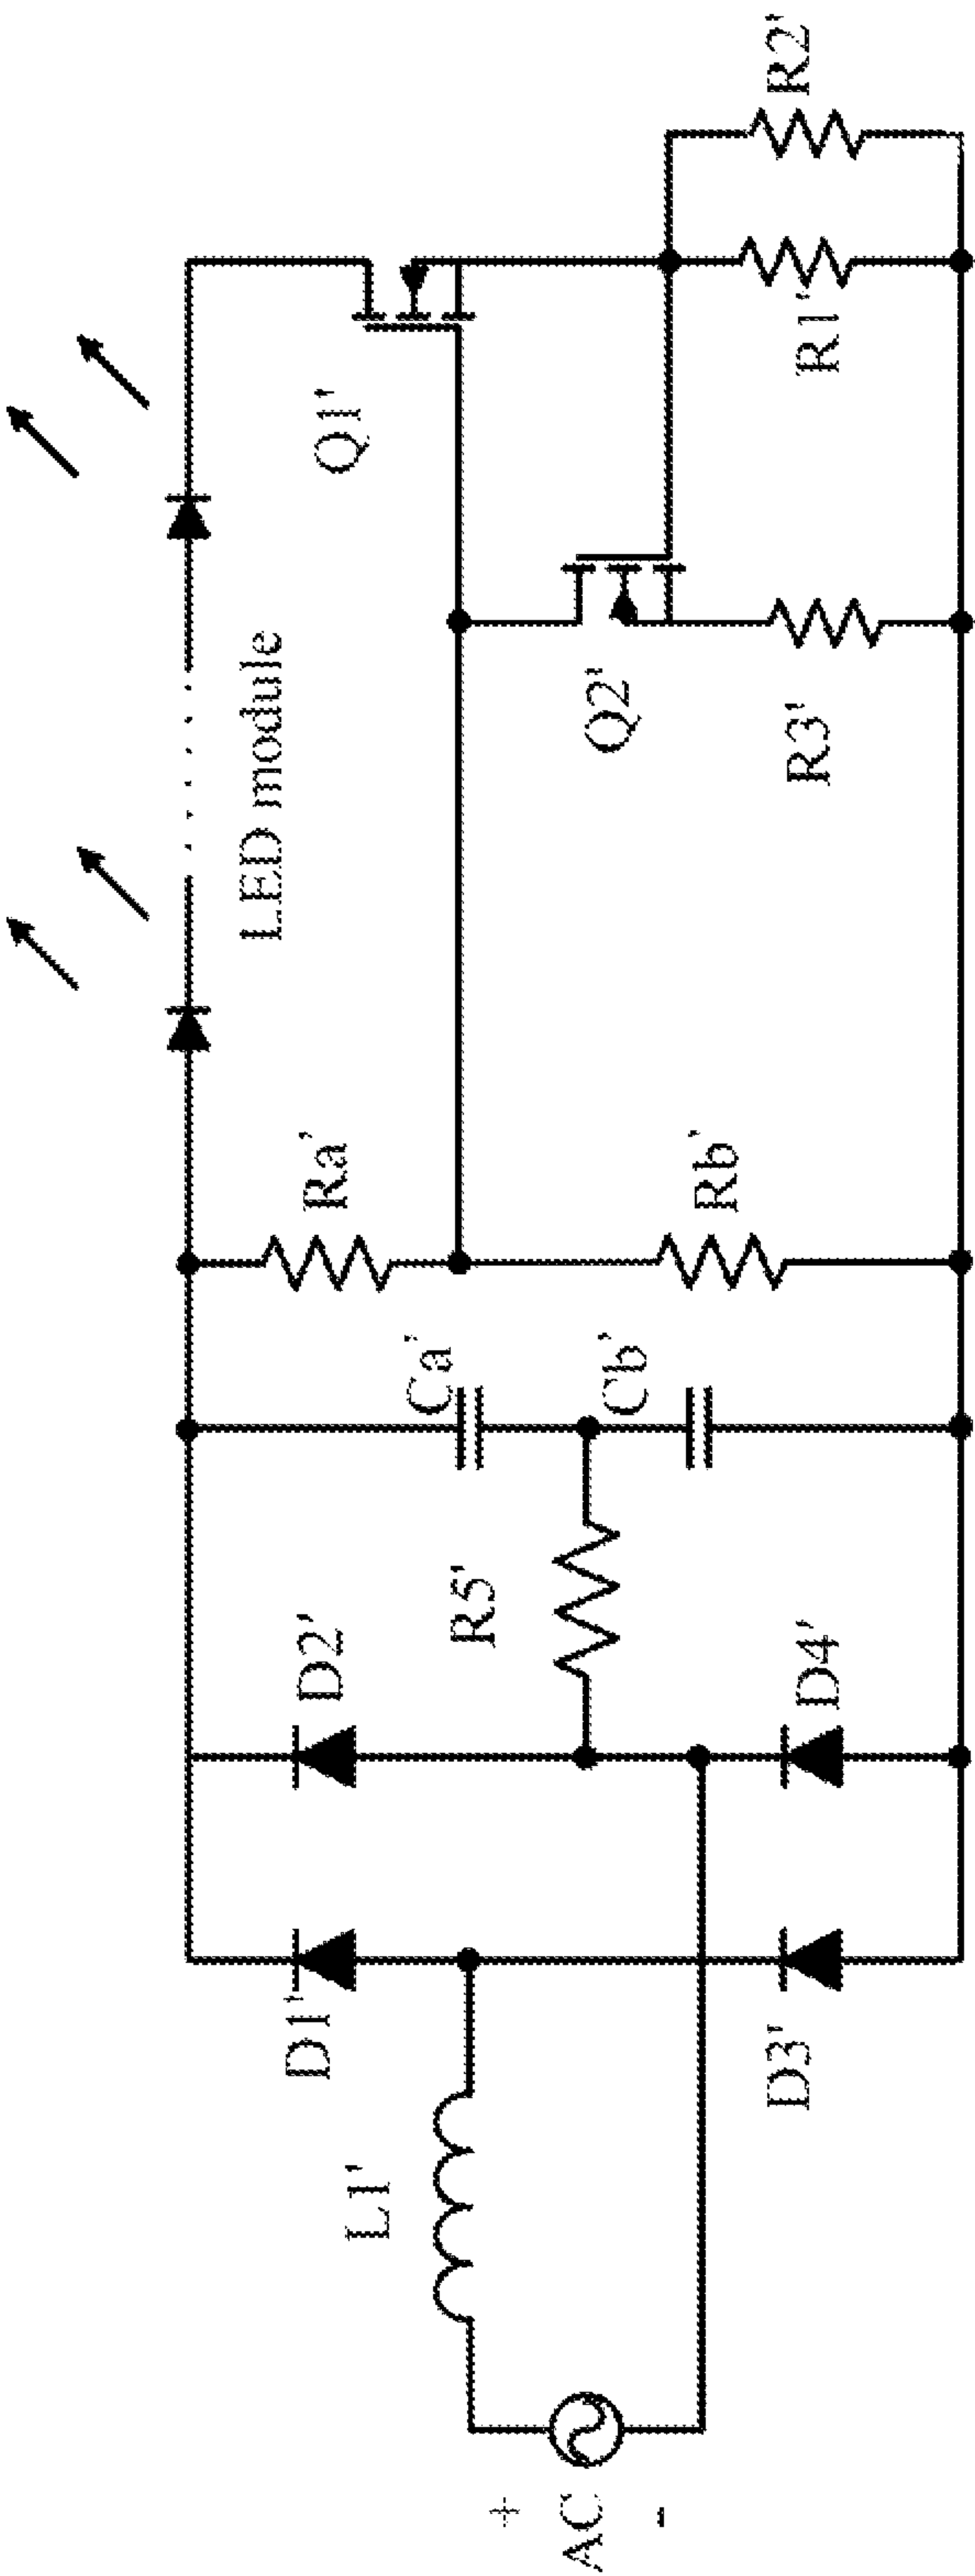 +
AC
-
L1'
D1'
D3'
D2'
D4'
R5'
Ca'
Cb'
Ra'
Rb'
LED module
Q2'
R3'
Q1'
R1'
R2'